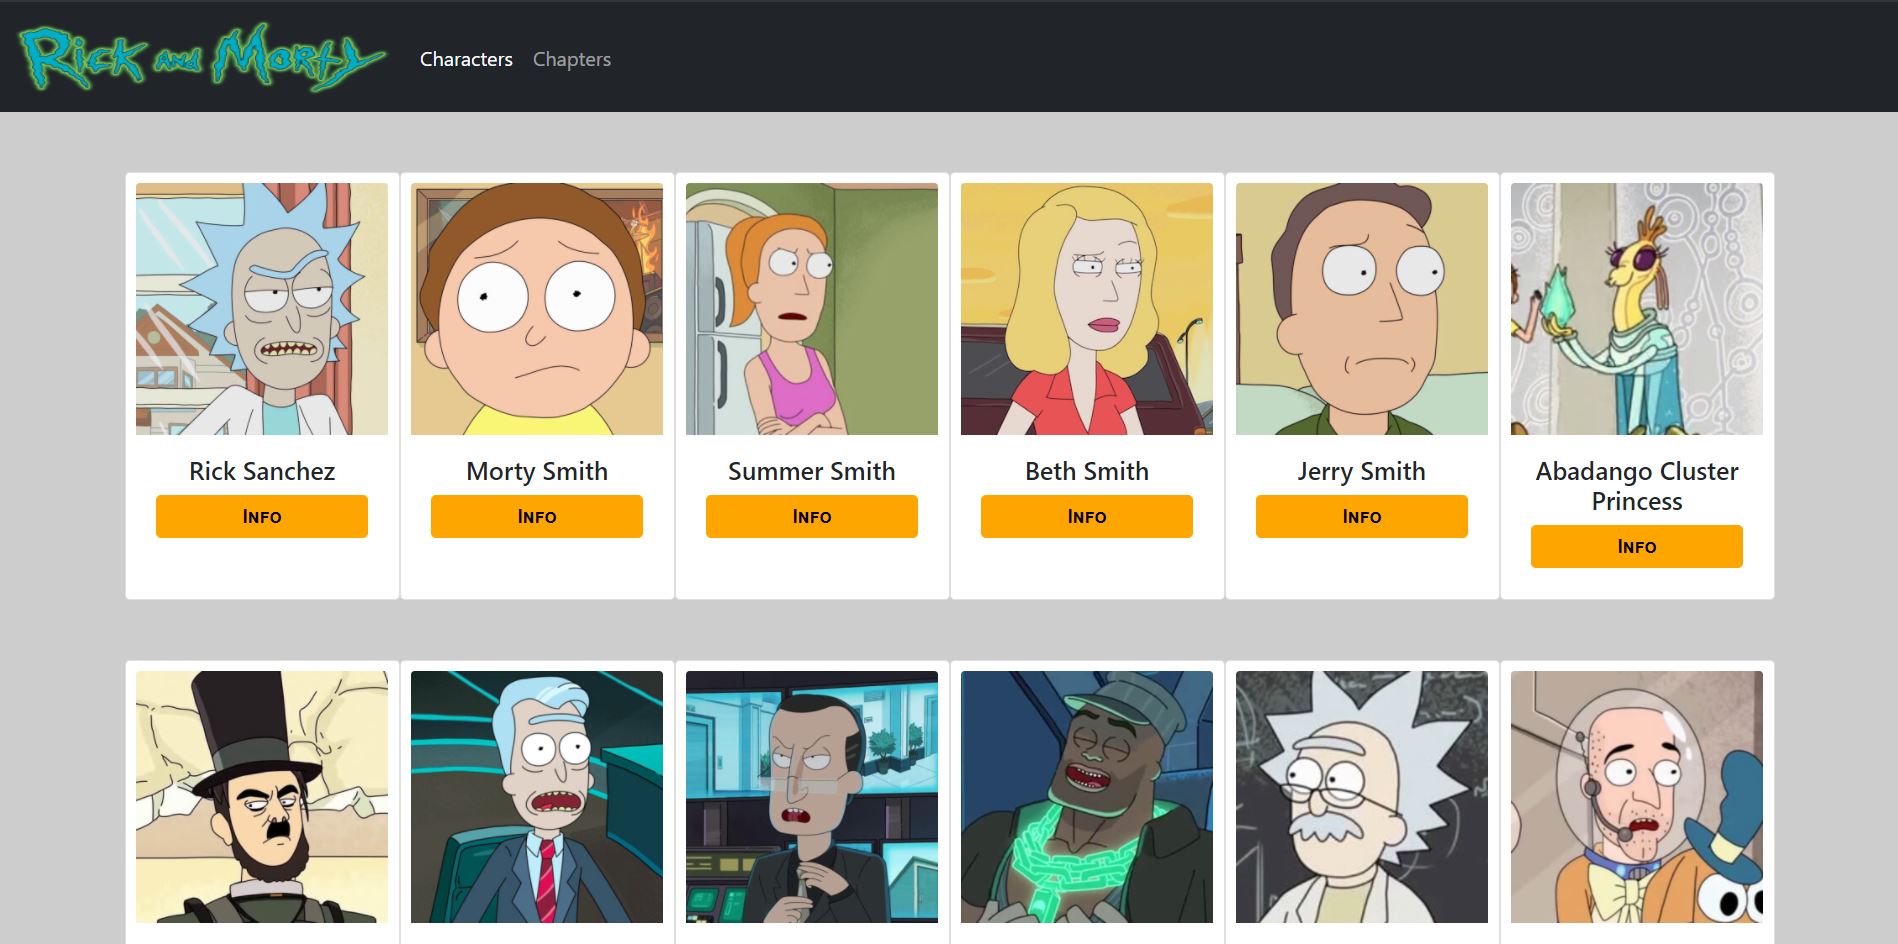 Rick and Morty
Characters Chapters
Rick Sanchez
Info
Morty Smith
Info
Summer Smith
Info
Beth Smith
Info
Jerry Smith
Info
Abadango Cluster
Princess
Info